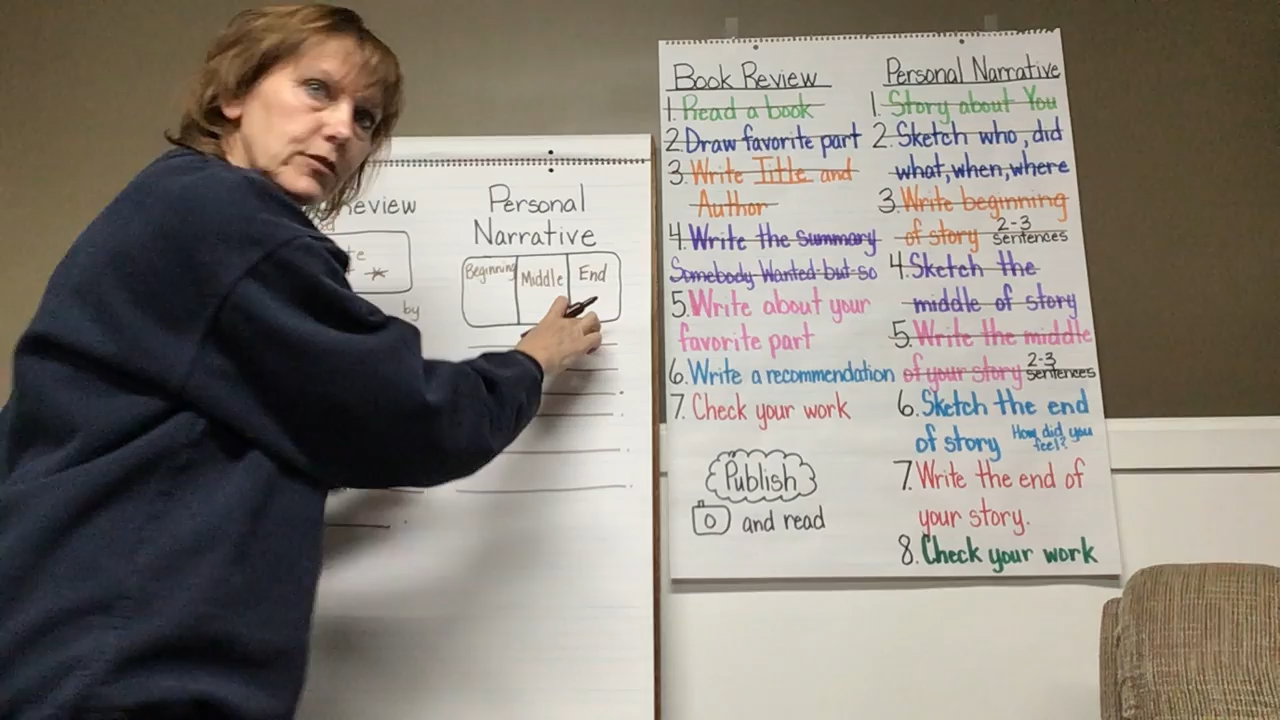 Review
by
Personal
Narrative
Beginning
Middle
End
Book Review
1. Read a book
2. Draw favorite part
3. Write Title and
Author
4. Write the summary
Somebody Wanted-but-so
5. Write about your
favorite part
6. Write a recommendation
7. Check your work
Publish
and read
Personal Narrative
1. Story about You
2. Sketch who, did
what, when, where
3. Write beginning
of story 2-3 sentences
4. Sketch the
middle of story
5. Write the middle
of your story 2-3 sentences
6. Sketch the end
of story How did you feel?
7. Write the end of
your story.
8. Check your work